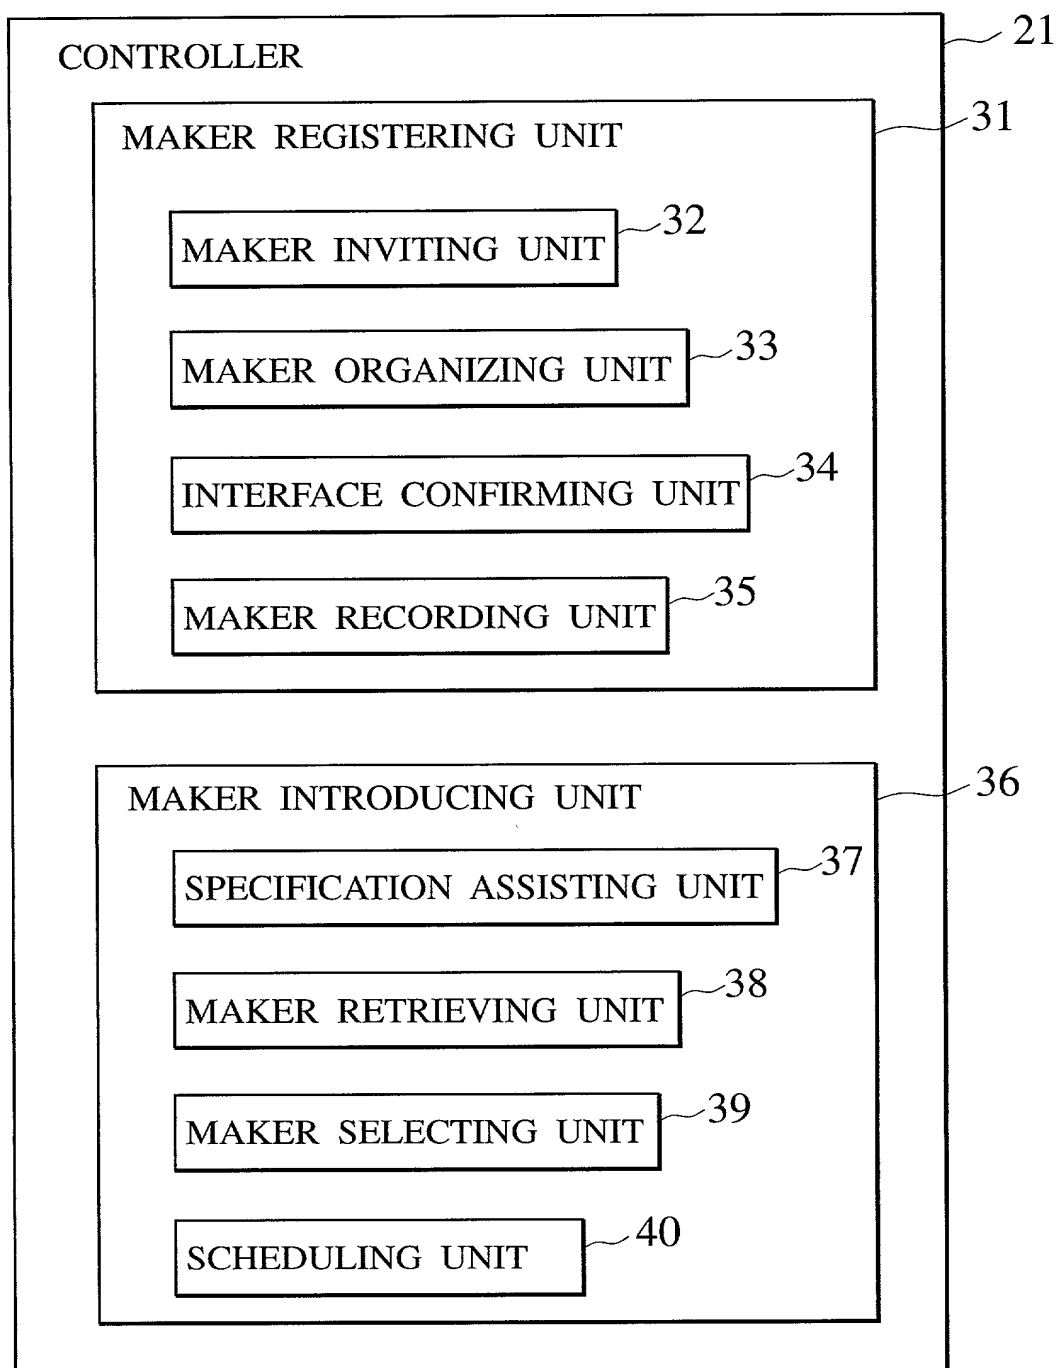 21
CONTROLLER
31
MAKER REGISTERING UNIT
32
MAKER INVITING UNIT
33
MAKER ORGANIZING UNIT
34
INTERFACE CONFIRMING UNIT
35
MAKER RECORDING UNIT
36
MAKER INTRODUCING UNIT
37
SPECIFICATION ASSISTING UNIT
38
MAKER RETRIEVING UNIT
39
MAKER SELECTING UNIT
40
SCHEDULING UNIT